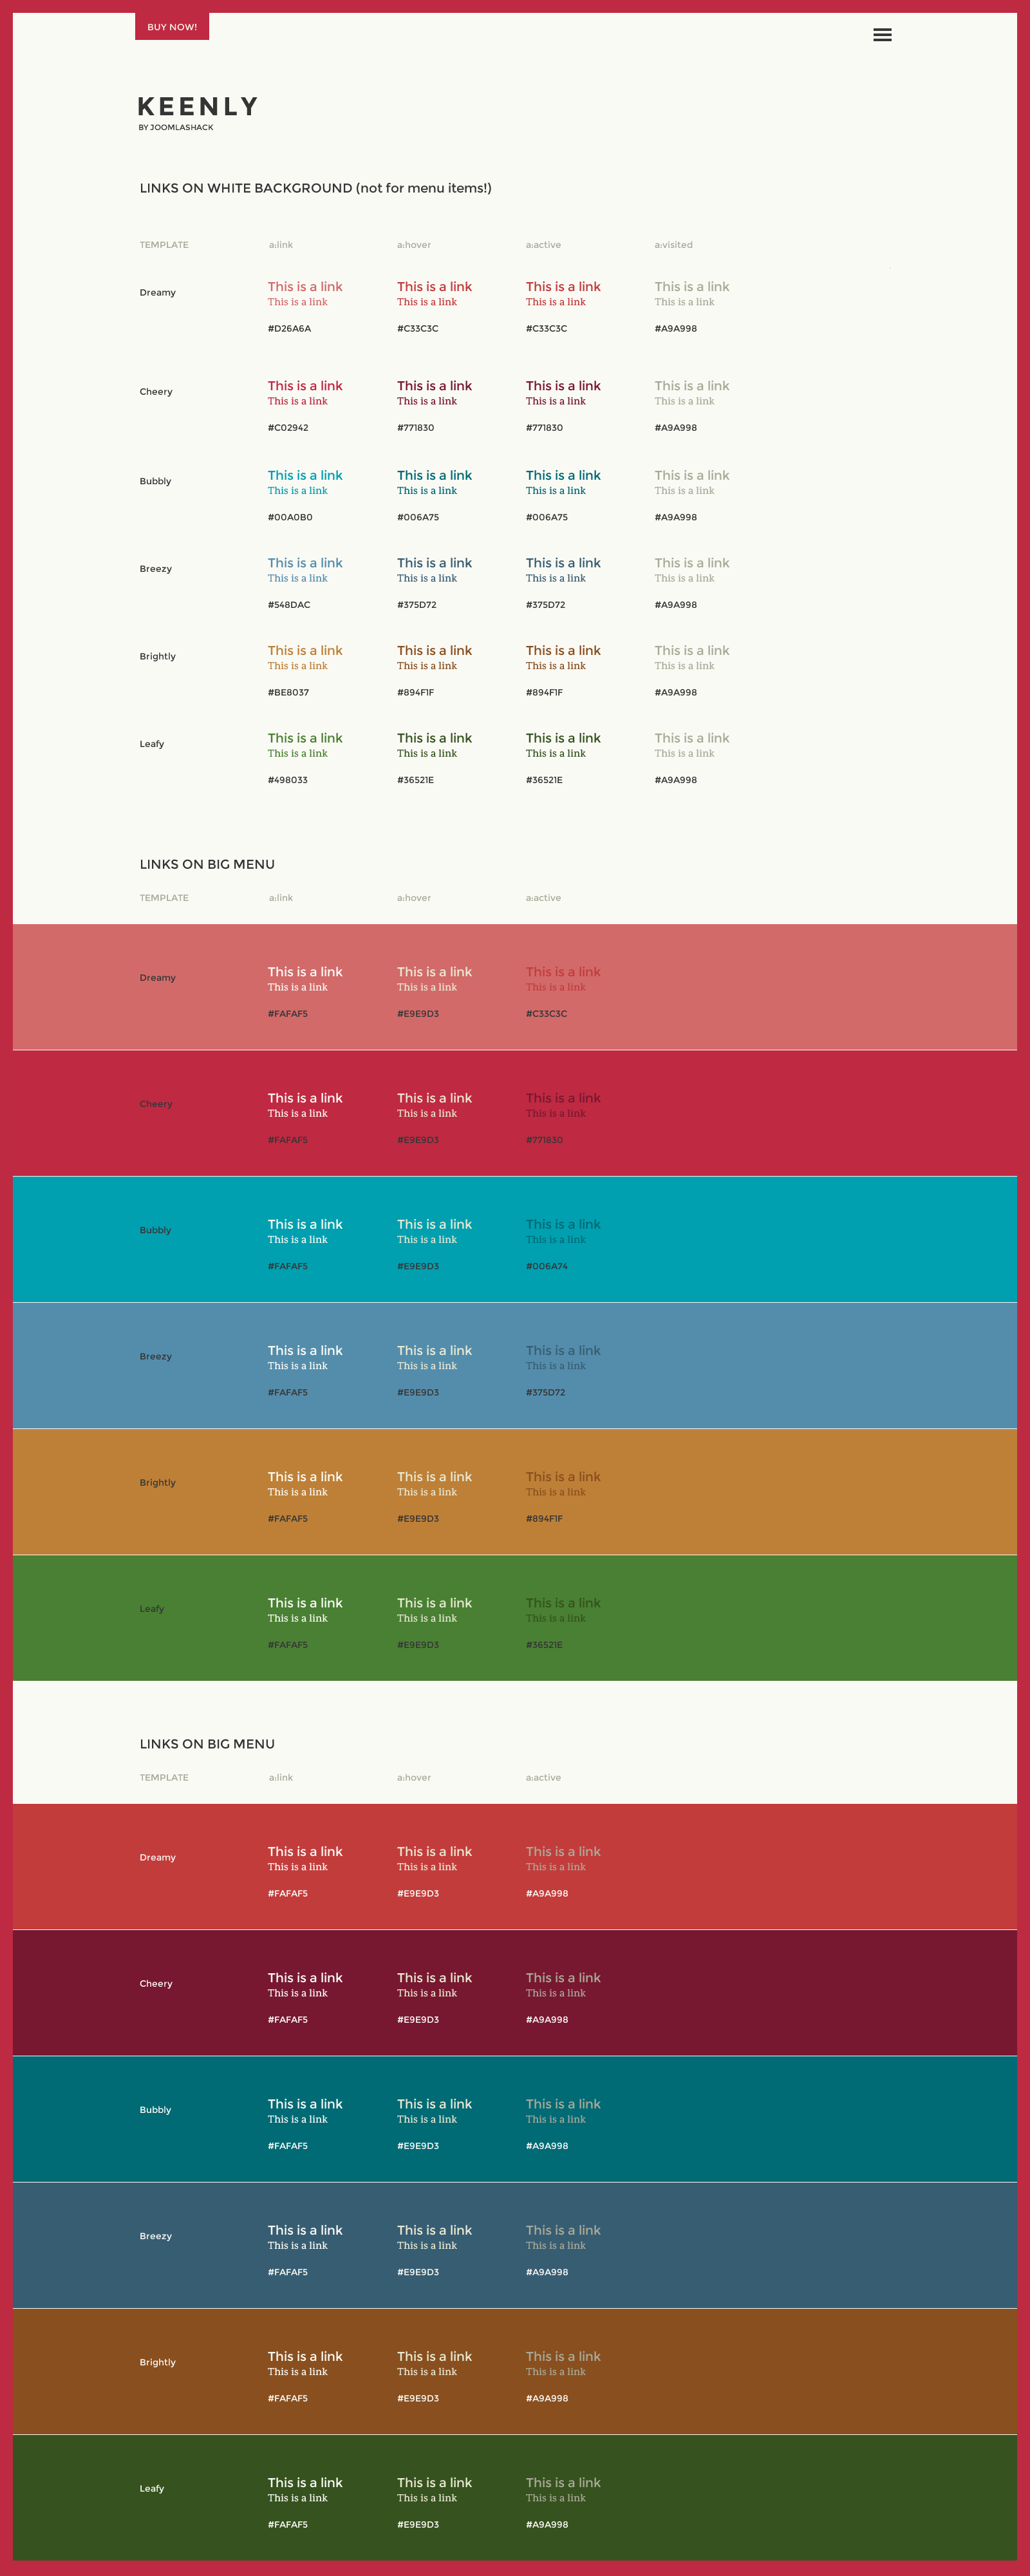 BUY NOW!
KEENLY
BY JOOMLASHACK
LINKS ON WHITE BACKGROUND (not for menu items!)
TEMPLATE a:link a:hover a:active a:visited
Dreamy
This is a link This is a link This is a link This is a link
This is a link This is a link This is a link This is a link
#D26A6A #C33C3C #C33C3C #A9A998
Cheery
This is a link This is a link This is a link This is a link
This is a link This is a link This is a link This is a link
#C02942 #771830 #771830 #A9A998
Bubbly
This is a link This is a link This is a link This is a link
This is a link This is a link This is a link This is a link
#00A0B0 #006A75 #006A75 #A9A998
Breezy
This is a link This is a link This is a link This is a link
This is a link This is a link This is a link This is a link
#548DAC #375D72 #375D72 #A9A998
Brightly
This is a link This is a link This is a link This is a link
This is a link This is a link This is a link This is a link
#BE8037 #894F1F #894F1F #A9A998
Leafy
This is a link This is a link This is a link This is a link
This is a link This is a link This is a link This is a link
#498033 #36521E #36521E #A9A998
LINKS ON BIG MENU
TEMPLATE a:link a:hover a:active
Dreamy
This is a link This is a link This is a link
This is a link This is a link This is a link
#FAFAF5 #E9E9D3 #C33C3C
Cheery
This is a link This is a link This is a link
This is a link This is a link This is a link
#FAFAF5 #E9E9D3 #771830
Bubbly
This is a link This is a link This is a link
This is a link This is a link This is a link
#FAFAF5 #E9E9D3 #006A74
Breezy
This is a link This is a link This is a link
This is a link This is a link This is a link
#FAFAF5 #E9E9D3 #375D72
Brightly
This is a link This is a link This is a link
This is a link This is a link This is a link
#FAFAF5 #E9E9D3 #894F1F
Leafy
This is a link This is a link This is a link
This is a link This is a link This is a link
#FAFAF5 #E9E9D3 #36521E
LINKS ON BIG MENU
TEMPLATE a:link a:hover a:active
Dreamy
This is a link This is a link This is a link
This is a link This is a link This is a link
#FAFAF5 #E9E9D3 #A9A998
Cheery
This is a link This is a link This is a link
This is a link This is a link This is a link
#FAFAF5 #E9E9D3 #A9A998
Bubbly
This is a link This is a link This is a link
This is a link This is a link This is a link
#FAFAF5 #E9E9D3 #A9A998
Breezy
This is a link This is a link This is a link
This is a link This is a link This is a link
#FAFAF5 #E9E9D3 #A9A998
Brightly
This is a link This is a link This is a link
This is a link This is a link This is a link
#FAFAF5 #E9E9D3 #A9A998
Leafy
This is a link This is a link This is a link
This is a link This is a link This is a link
#FAFAF5 #E9E9D3 #A9A998